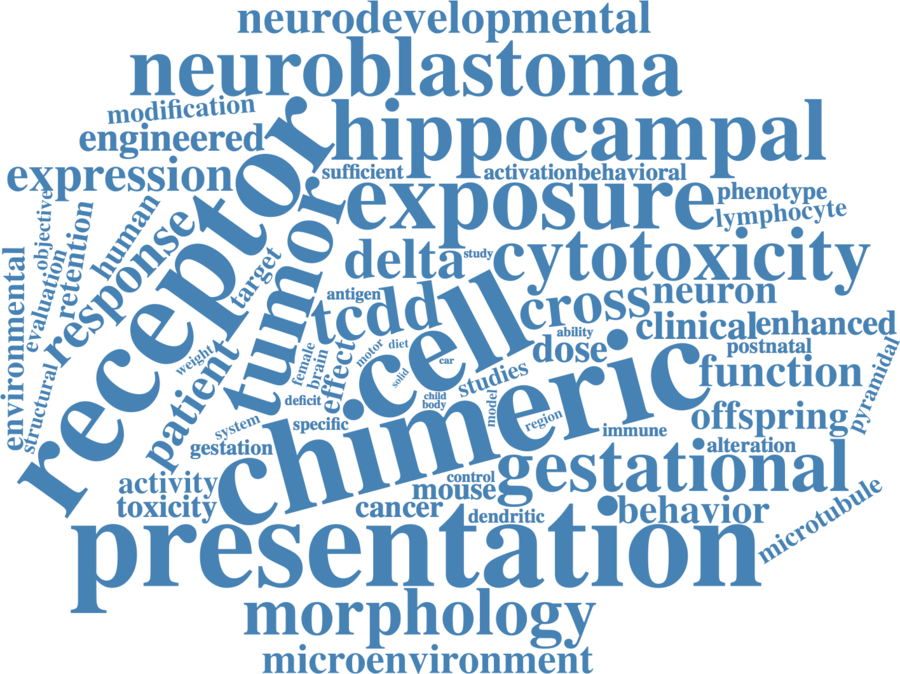 neurodevelopmental
neuroblastoma
modification
engineered
hippocampal
expression
receptor
sufficient
activation
behavioral
exposure
phenotype
lymphocyte
objective
retention
human
response
tumor
target
delta
study
cytotoxicity
environmental
evaluation
structural
antigen
tcdd
cell
cross
neuron
clinical
enhanced
ability
postnatal
pyramidal
weight
patient
female
brain
effect
motor
diet
solid
car
dose
function
studies
chimeric
deficit
child
body
model
region
offspring
system
specific
immune
alteration
gestation
gestational
activity
toxicity
control
mouse
cancer
dendritic
behavior
microtubule
presentation
morphology
microenvironment